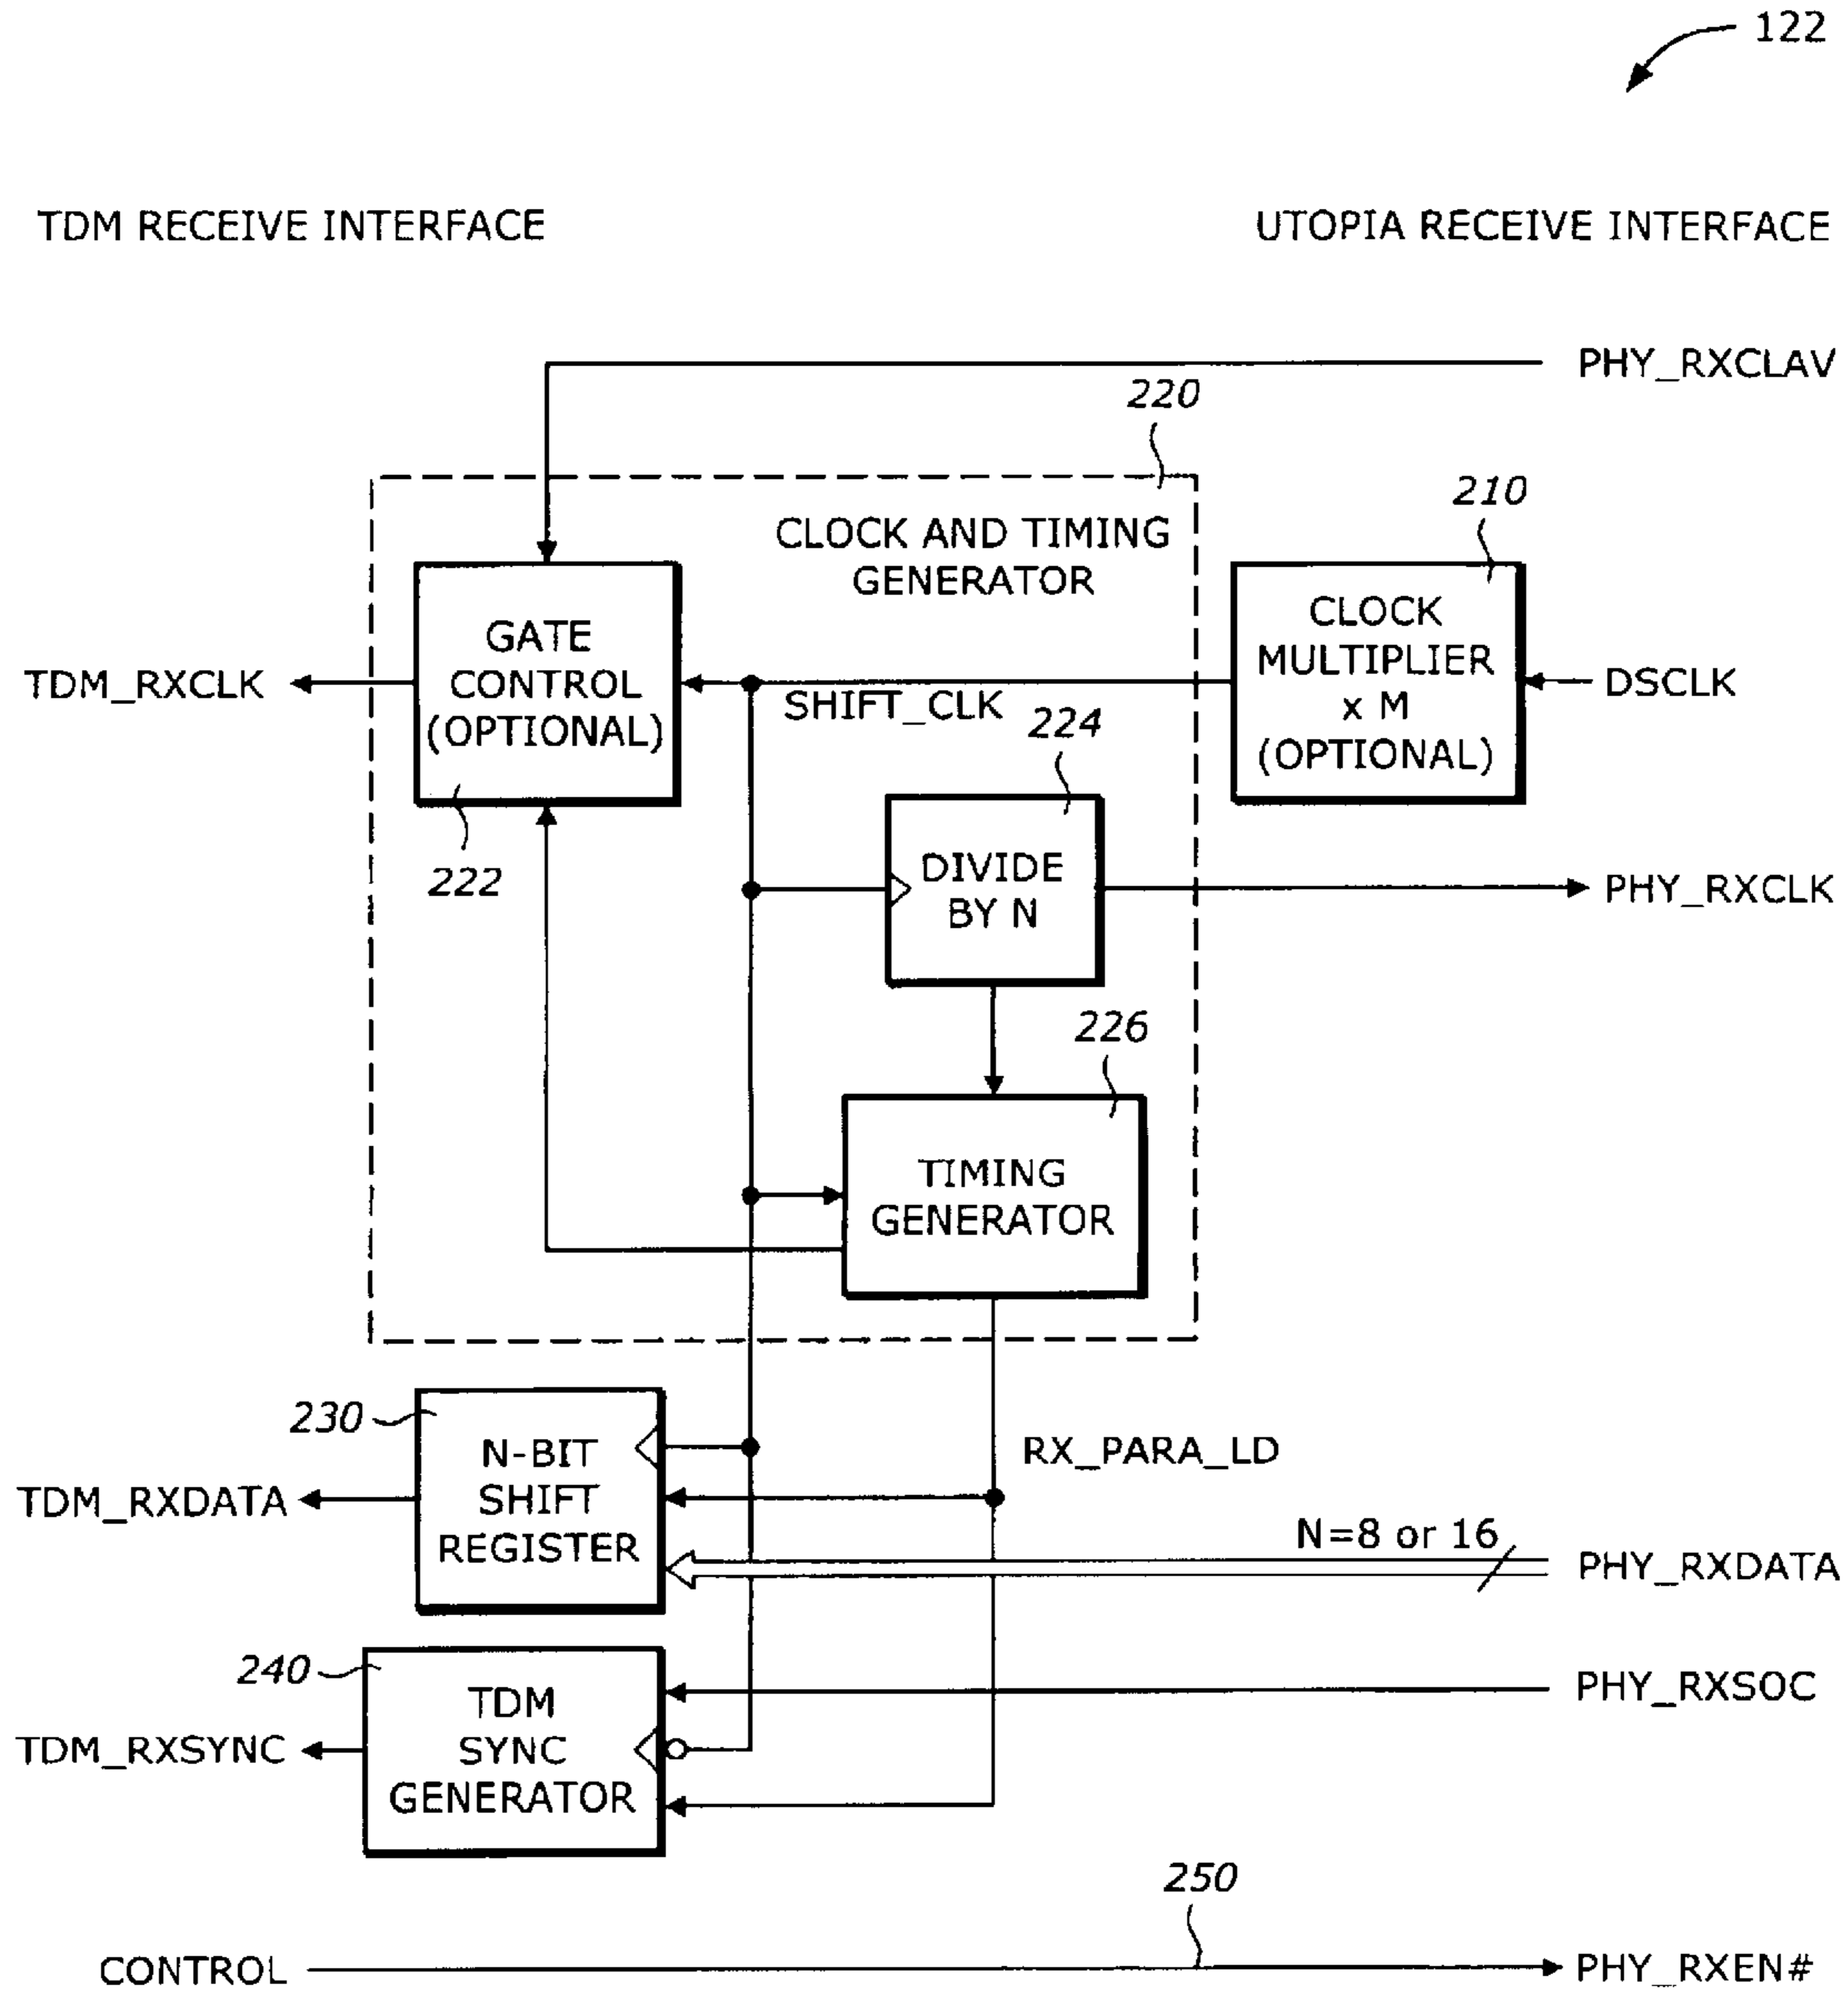 122
TDM RECEIVE INTERFACE
UTOPIA RECEIVE INTERFACE
PHY_RXCLAV
220
210
CLOCK AND TIMING
GENERATOR
GATE
CONTROL
(OPTIONAL)
222
CLOCK
MULTIPLIER
x M
(OPTIONAL)
TDM_RXCLK
SHIFT_CLK
DSCLK
224
DIVIDE
BY N
PHY_RXCLK
226
TIMING
GENERATOR
230
N-BIT
SHIFT
REGISTER
RX_PARA_LD
TDM_RXDATA
N=8 or 16
PHY_RXDATA
240
TDM
SYNC
GENERATOR
PHY_RXSOC
TDM_RXSYNC
250
CONTROL
PHY_RXEN#